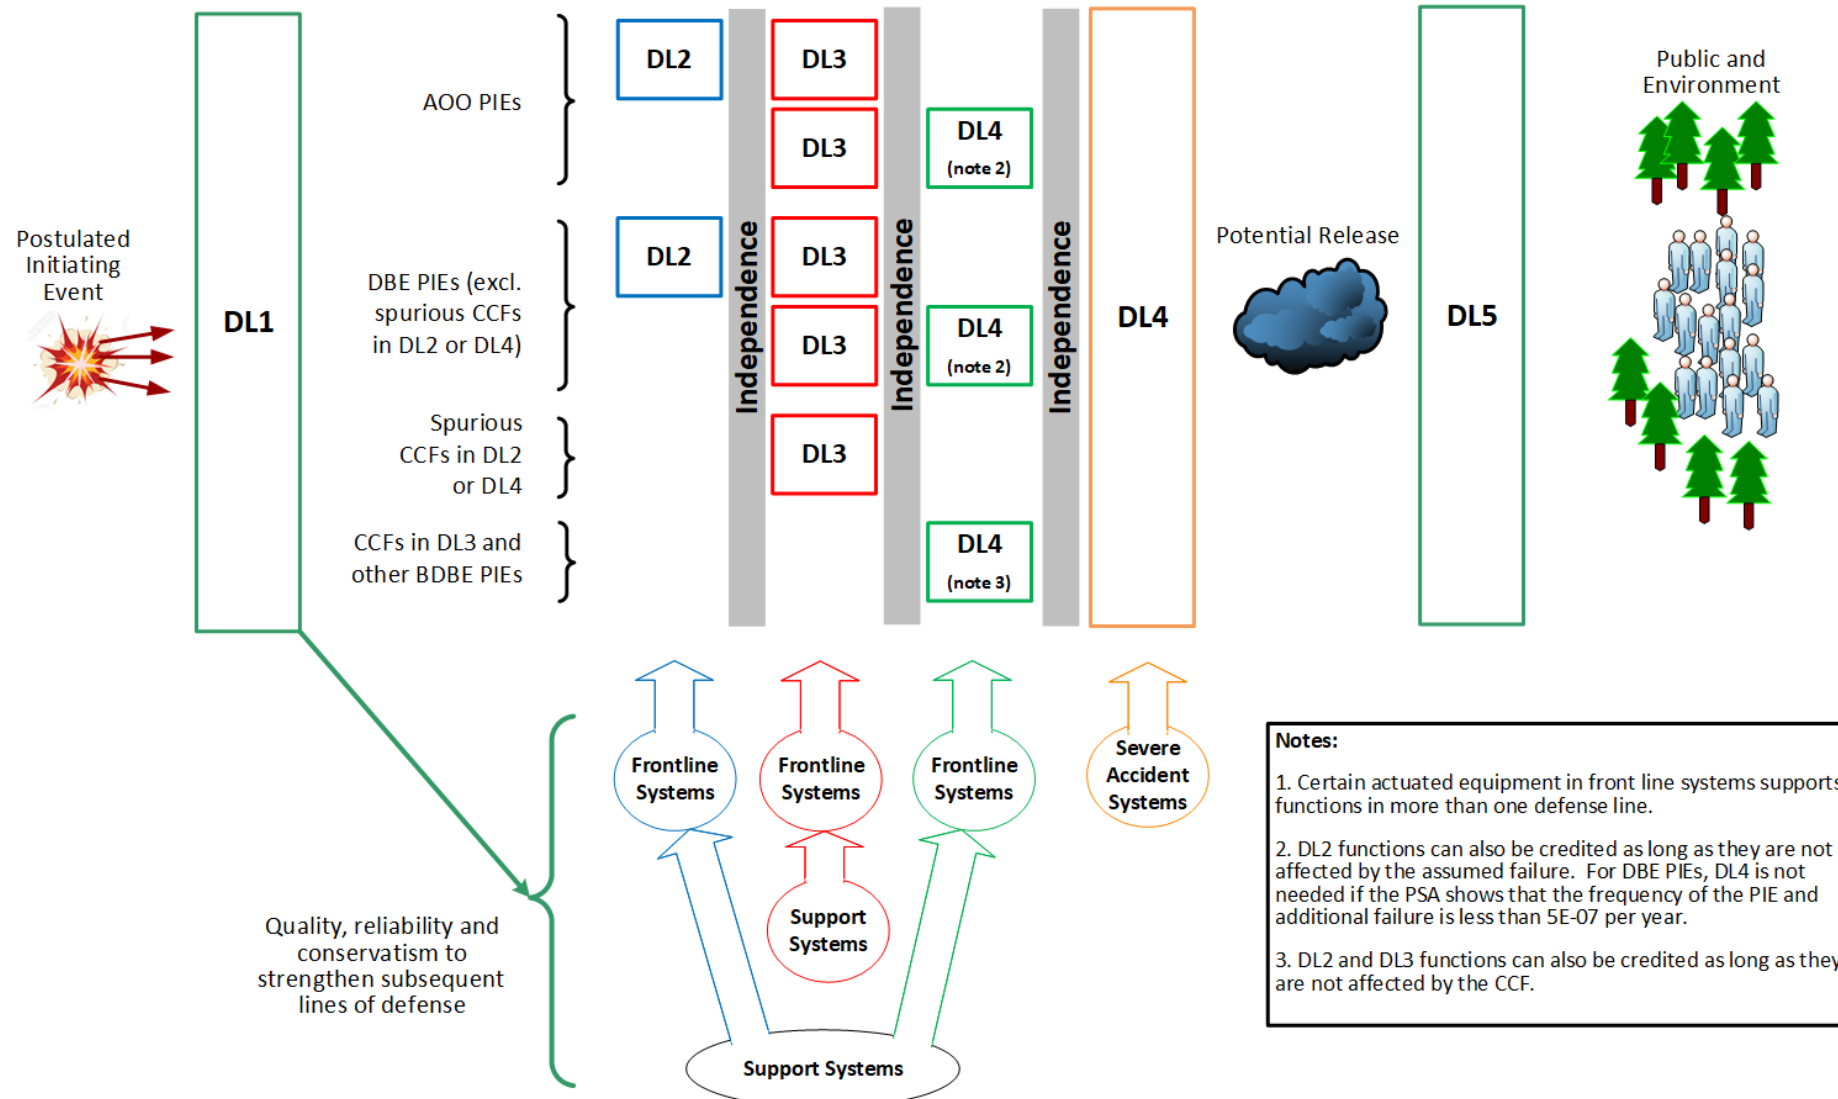 Postulated
Initiating
Event
DL1
AOO PIEs
DBE PIEs (excl.
spurious CCFs
in DL2 or DL4)
Spurious
CCFs in DL2
or DL4
CCFs in DL3 and
other BDBE PIEs
DL2
DL2
Independence
DL3
DL3
DL3
DL3
DL3
Independence
DL4
(note 2)
DL4
(note 2)
DL4
(note 3)
Independence
DL4
Potential Release
DL5
Public and
Environment
Quality, reliability and
conservatism to
strengthen subsequent
lines of defense
Frontline
Systems
Frontline
Systems
Frontline
Systems
Severe
Accident
Systems
Support
Systems
Support Systems
Notes:
1. Certain actuated equipment in front line systems supports
functions in more than one defense line.
2. DL2 functions can also be credited as long as they are not
affected by the assumed failure.  For DBE PIEs, DL4 is not
needed if the PSA shows that the frequency of the PIE and
additional failure is less than 5E-07 per year.
3. DL2 and DL3 functions can also be credited as long as they
are not affected by the CCF.